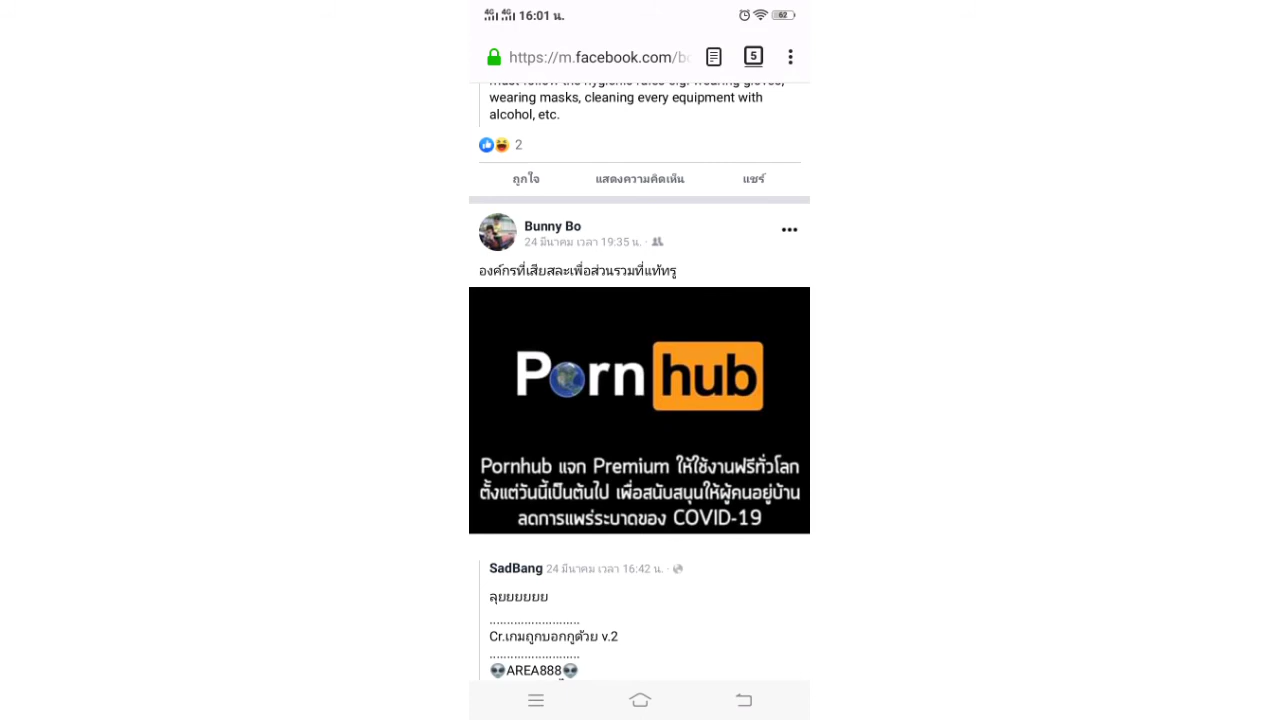 4G 4G 16:01 น. 62
https://m.facebook.com/bo 5
wearing masks, cleaning every equipment with
alcohol, etc.
2
ถูกใจ แสดงความคิดเห็น แชร์
Bunny Bo
24 มีนาคม เวลา 19:35 น. ·
องค์กรที่เสียสละเพื่อส่วนรวมที่แท้ทรู
Pornhub
Pornhub แจก Premium ให้ใช้งานฟรีทั่วโลก
ตั้งแต่วันนี้เป็นต้นไป เพื่อสนับสนุนให้ผู้คนอยู่บ้าน
ลดการแพร่ระบาดของ COVID-19
SadBang 24 มีนาคม เวลา 16:42 น. ·
ลุยยยยยย
..........................
Cr.เกมถูกบอกกูด้วย v.2
..........................
👽AREA888👽